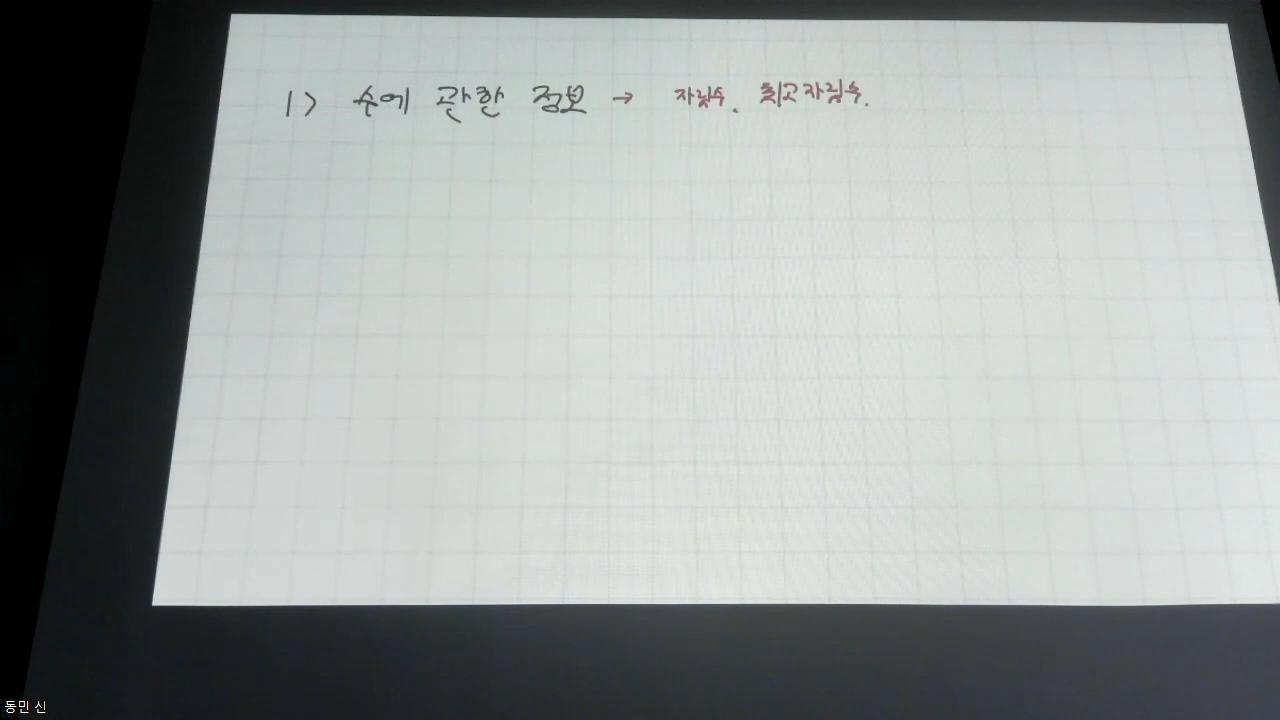 1> 수에 관한 정보 → 자릿수. 최고자릿수.
동민 신